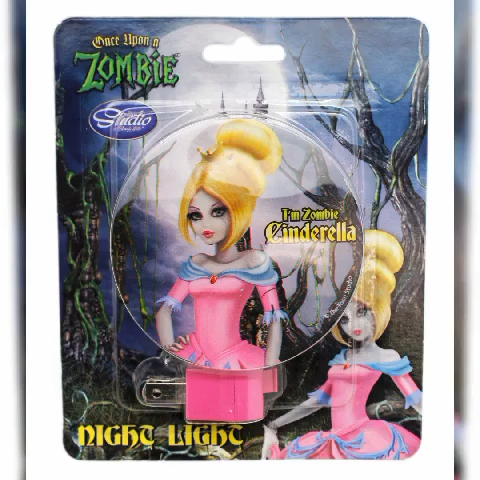 Once Upon a
ZOMBIE
Studio
I'm Zombie
Cinderella
NIGHT LIGHT